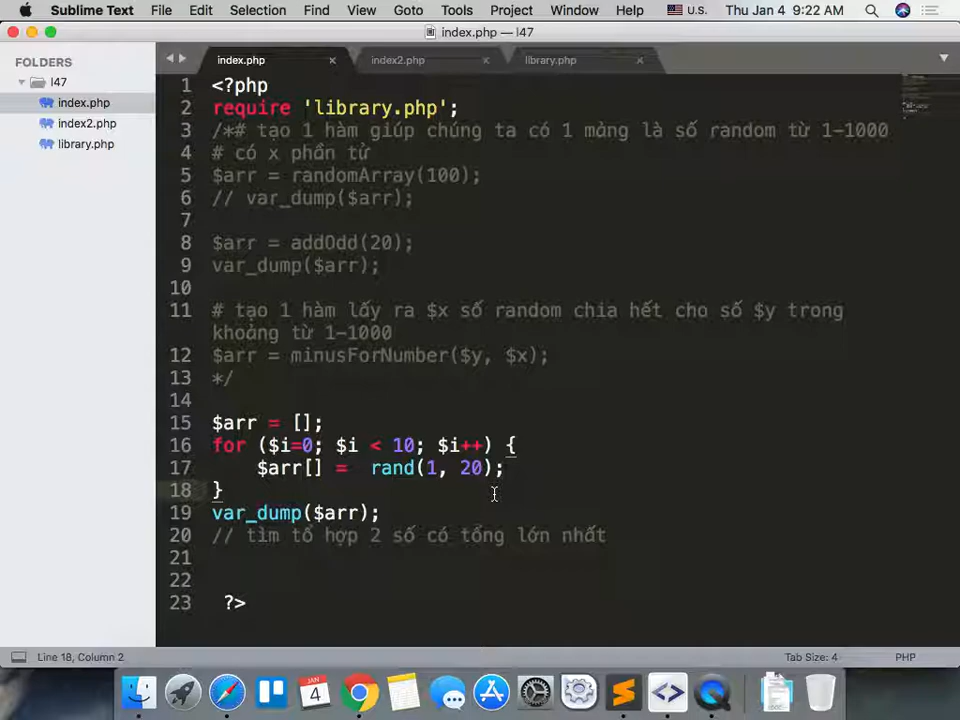 Sublime Text File Edit Selection Find View Goto Tools Project Window Help U.S. Thu Jan 4 9:22 AM
index.php — l47
FOLDERS
l47
index.php
index2.php
library.php
index.php × index2.php × library.php ×
1 <?php
2 require 'library.php';
3 /*# tạo 1 hàm giúp chúng ta có 1 mảng là số random từ 1-1000
4 # có x phần tử
5 $arr = randomArray(100);
6 // var_dump($arr);
7
8 $arr = addOdd(20);
9 var_dump($arr);
10
11 # tạo 1 hàm lấy ra $x số random chia hết cho số $y trong
khoảng từ 1-1000
12 $arr = minusForNumber($y, $x);
13 */
14
15 $arr = [];
16 for ($i=0; $i < 10; $i++) {
17 $arr[] = rand(1, 20);
18 }
19 var_dump($arr);
20 // tìm tổ hợp 2 số có tổng lớn nhất
21
22
23 ?>
Line 18, Column 2 Tab Size: 4 PHP
JAN
4